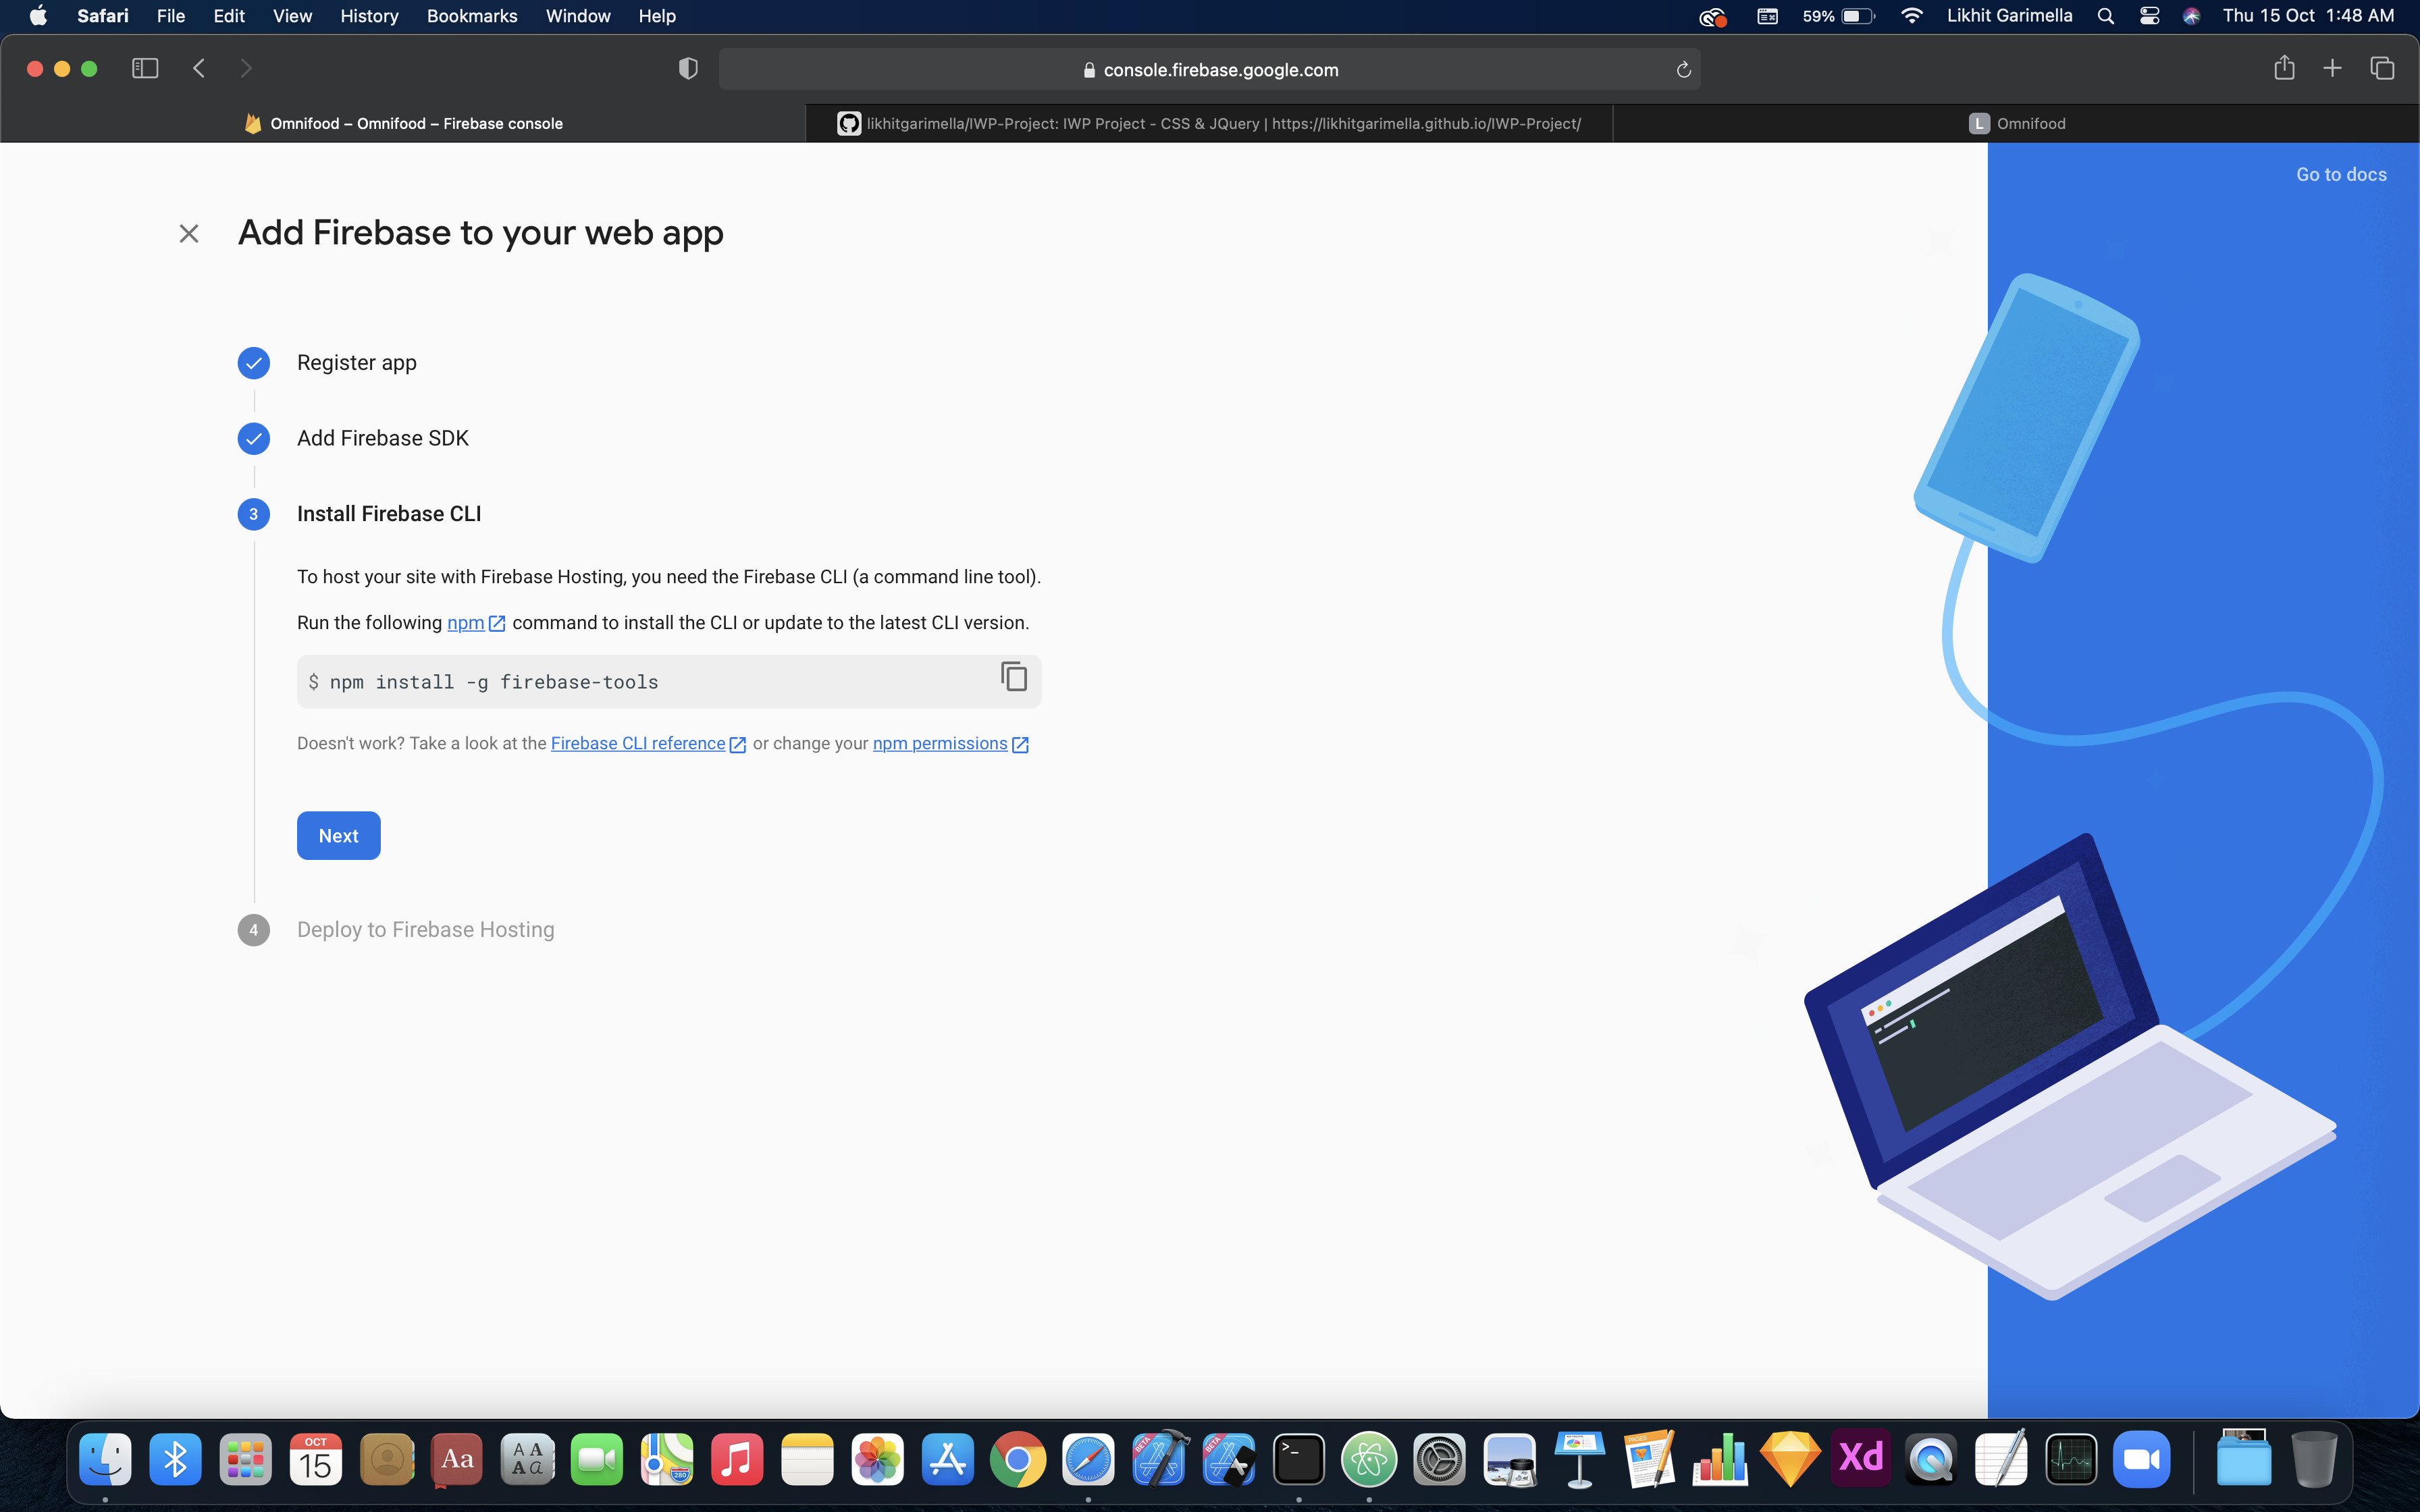 Safari File Edit View History Bookmarks Window Help 59% Likhit Garimella Thu 15 Oct 1:48 AM
console.firebase.google.com
Omnifood – Omnifood – Firebase console
likhitgarimella/IWP-Project: IWP Project - CSS & JQuery | https://likhitgarimella.github.io/IWP-Project/
L Omnifood
Go to docs
Add Firebase to your web app
Register app
Add Firebase SDK
3 Install Firebase CLI
To host your site with Firebase Hosting, you need the Firebase CLI (a command line tool).
Run the following npm command to install the CLI or update to the latest CLI version.
$ npm install -g firebase-tools
Doesn't work? Take a look at the Firebase CLI reference or change your npm permissions
Next
4 Deploy to Firebase Hosting
OCT
15
Aa
A A
A a
280
BETA
BETA
>_
PAGES
Xd